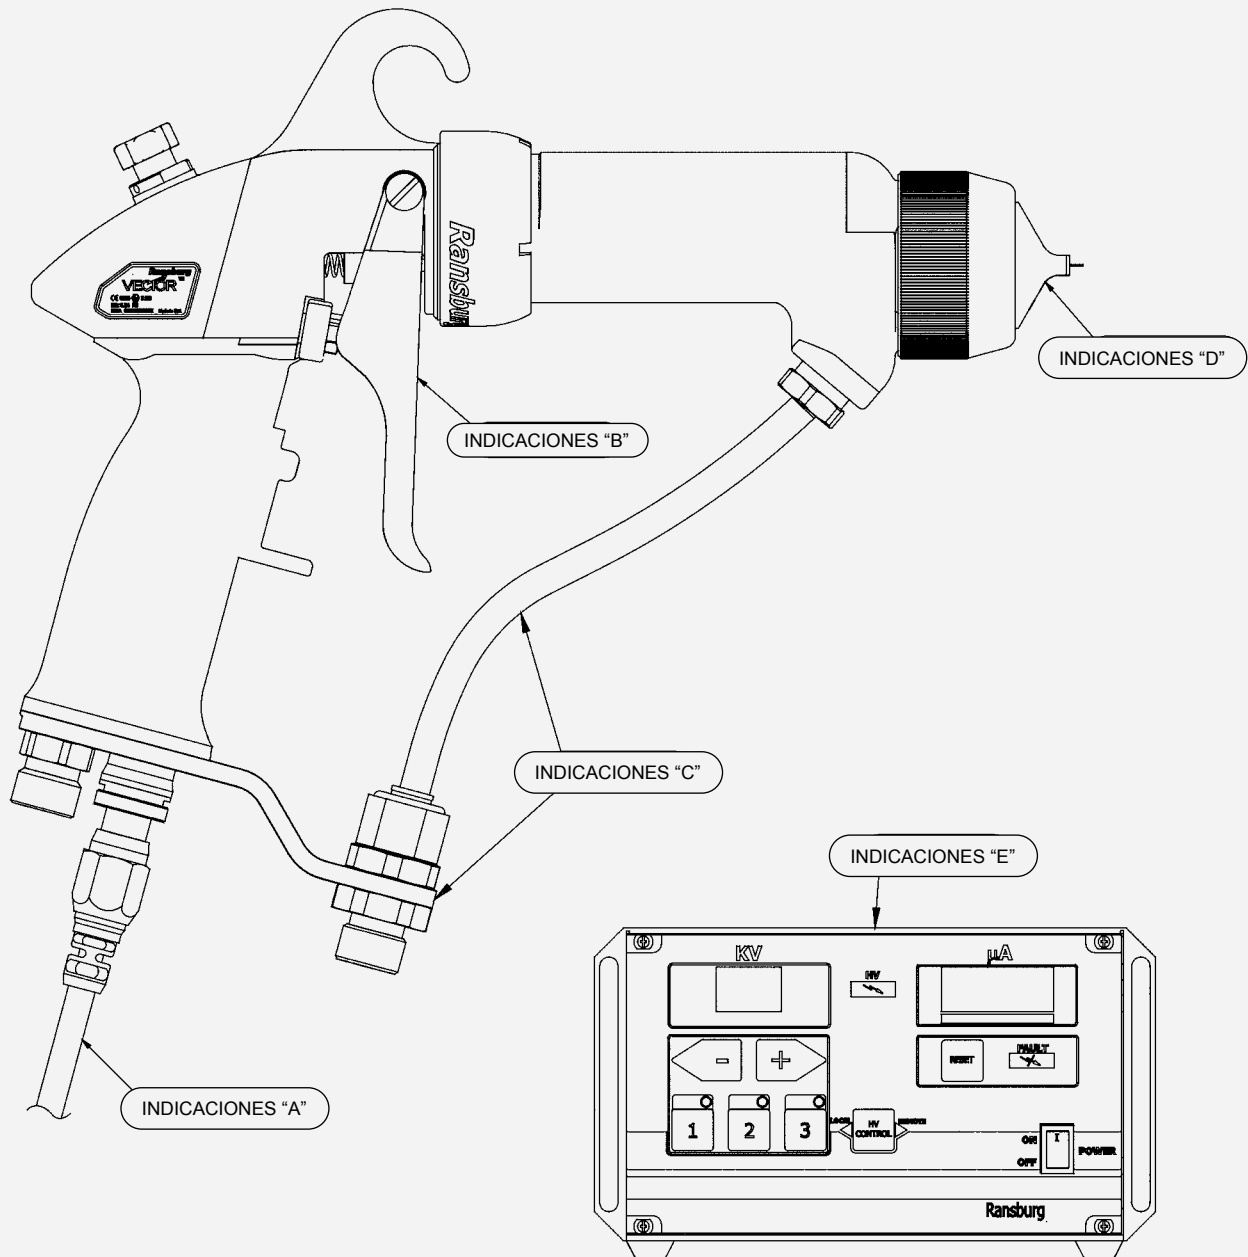 Ransburg
VECTOR
Ransburg
INDICACIONES “D”
INDICACIONES “B”
INDICACIONES “C”
INDICACIONES “E”
INDICACIONES “A”
KV
HV
µA
- +
RESET
FAULT
1 2 3
LOCAL
HV
CONTROL
REMOTE
ON
OFF
I
POWER
Ransburg